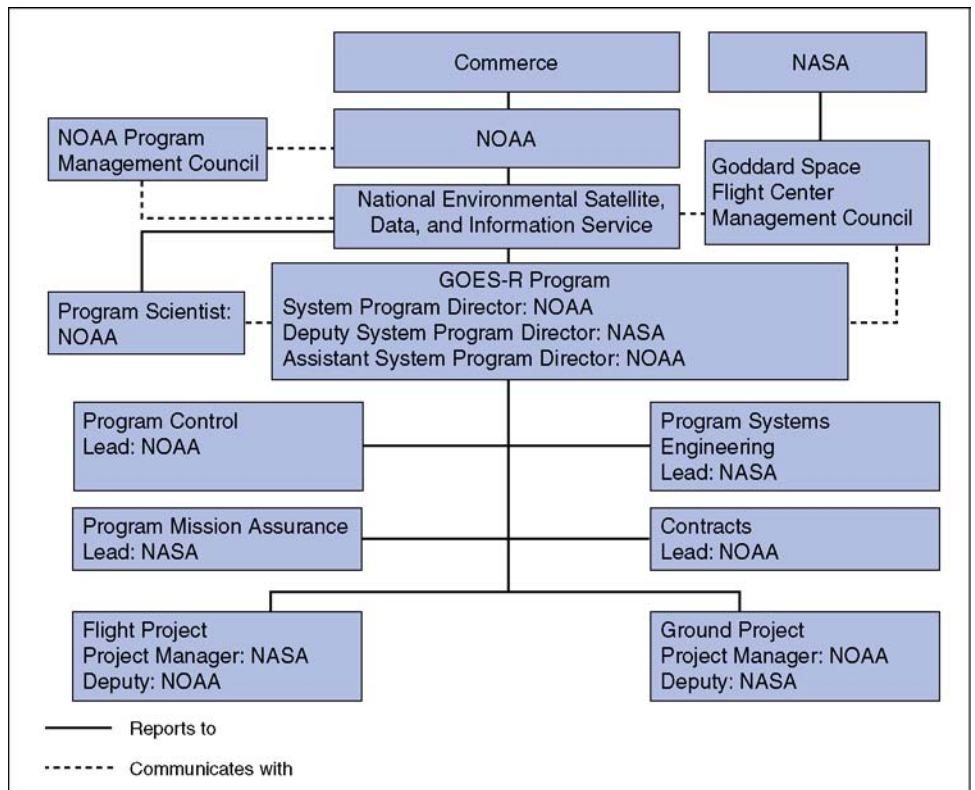 Commerce
NASA
NOAA
NOAA Program
Management Council
Goddard Space
Flight Center
Management Council
National Environmental Satellite,
Data, and Information Service
Program Scientist:
NOAA
GOES-R Program
System Program Director: NOAA
Deputy System Program Director: NASA
Assistant System Program Director: NOAA
Program Control
Lead: NOAA
Program Systems
Engineering
Lead: NASA
Program Mission Assurance
Lead: NASA
Contracts
Lead: NOAA
Flight Project
Project Manager: NASA
Deputy: NOAA
Ground Project
Project Manager: NOAA
Deputy: NASA
Reports to
Communicates with